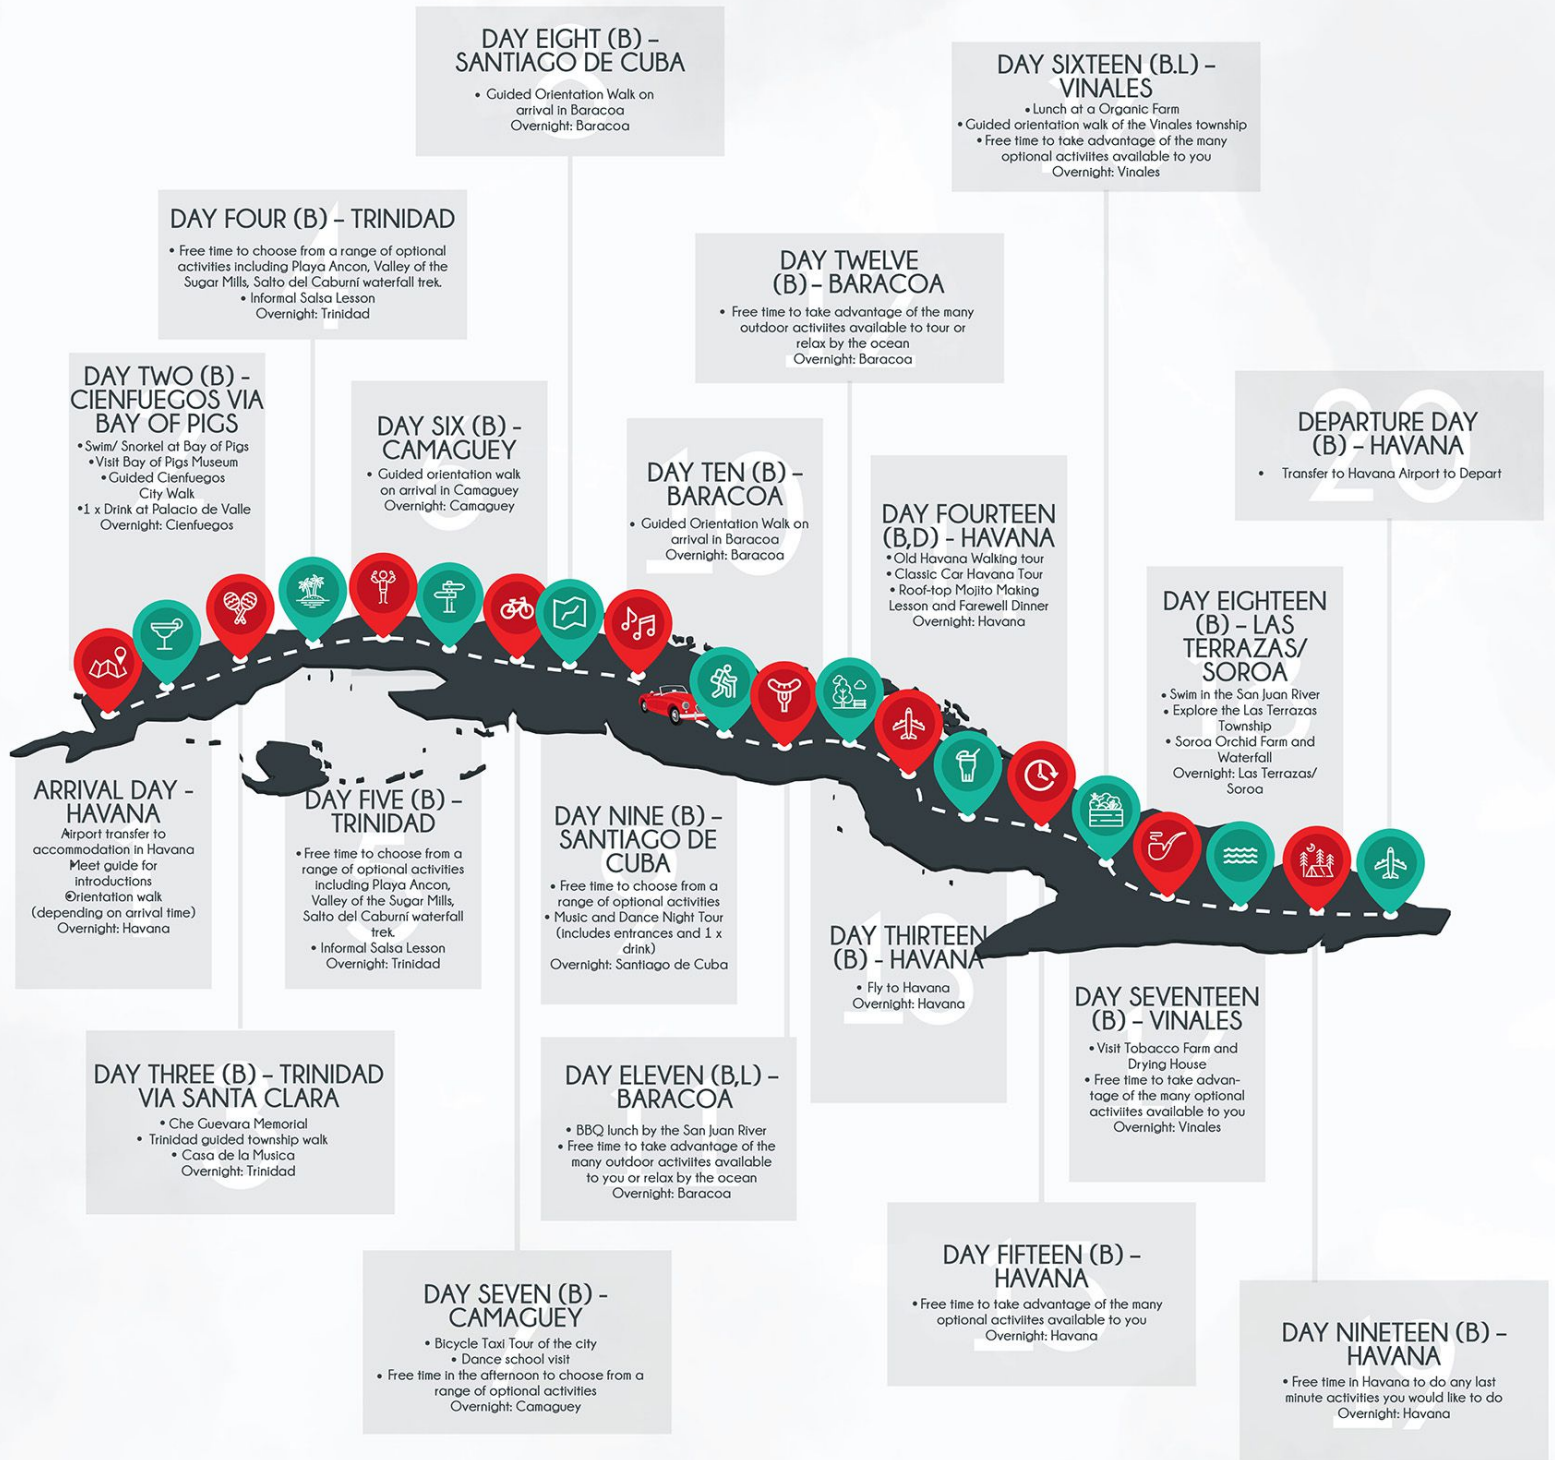 DAY EIGHT (B) –
SANTIAGO DE CUBA
• Guided Orientation Walk on
arrival in Baracoa
Overnight: Baracoa
DAY SIXTEEN (B.L) –
VINALES
• Lunch at a Organic Farm
• Guided orientation walk of the Vinales township
• Free time to take advantage of the many
optional activiites available to you
Overnight: Vinales
DAY FOUR (B) – TRINIDAD
• Free time to choose from a range of optional
activities including Playa Ancon, Valley of the
Sugar Mills, Salto del Caburní waterfall trek.
• Informal Salsa Lesson
Overnight: Trinidad
DAY TWELVE
(B) – BARACOA
• Free time to take advantage of the many
outdoor activiites available to tour or
relax by the ocean
Overnight: Baracoa
DAY TWO (B) –
CIENFUEGOS VIA
BAY OF PIGS
• Swim/ Snorkel at Bay of Pigs
• Visit Bay of Pigs Museum
• Guided Cienfuegos
City Walk
• 1 x Drink at Palacio de Valle
Overnight: Cienfuegos
DAY SIX (B) –
CAMAGUEY
• Guided orientation walk
on arrival in Camaguey
Overnight: Camaguey
DAY TEN (B) –
BARACOA
• Guided Orientation Walk on
arrival in Baracoa
Overnight: Baracoa
DEPARTURE DAY
(B) – HAVANA
• Transfer to Havana Airport to Depart
DAY FOURTEEN
(B,D) – HAVANA
• Old Havana Walking tour
• Classic Car Havana Tour
• Roof-top Mojito Making
Lesson and Farewell Dinner
Overnight: Havana
DAY EIGHTEEN
(B) – LAS
TERRAZAS/
SOROA
• Swim in the San Juan River
• Explore the Las Terrazas
Township
• Soroa Orchid Farm and
Waterfall
Overnight: Las Terrazas/
Soroa
ARRIVAL DAY –
HAVANA
• Airport transfer to
accommodation in Havana
• Meet guide for
introductions
• Orientation walk
(depending on arrival time)
Overnight: Havana
DAY FIVE (B) –
TRINIDAD
• Free time to choose from a
range of optional activities
including Playa Ancon,
Valley of the Sugar Mills,
Salto del Caburní waterfall
trek.
• Informal Salsa Lesson
Overnight: Trinidad
DAY NINE (B) –
SANTIAGO DE
CUBA
• Free time to choose from a
range of optional activities
• Music and Dance Night Tour
(includes entrances and 1 x
drink)
Overnight: Santiago de Cuba
DAY THIRTEEN
(B) – HAVANA
• Fly to Havana
Overnight: Havana
DAY SEVENTEEN
(B) – VINALES
• Visit Tobacco Farm and
Drying House
• Free time to take advan-
tage of the many optional
activiites available to you
Overnight: Vinales
DAY THREE (B) – TRINIDAD
VIA SANTA CLARA
• Che Guevara Memorial
• Trinidad guided township walk
• Casa de la Musica
Overnight: Trinidad
DAY ELEVEN (B,L) –
BARACOA
• BBQ lunch by the San Juan River
• Free time to take advantage of the
many outdoor activiites available
to you or relax by the ocean
Overnight: Baracoa
DAY SEVEN (B) –
CAMAGUEY
• Bicycle Taxi Tour of the city
• Dance school visit
• Free time in the afternoon to choose from a
range of optional activities
Overnight: Camaguey
DAY FIFTEEN (B) –
HAVANA
• Free time to take advantage of the many
optional activiites available to you
Overnight: Havana
DAY NINETEEN (B) –
HAVANA
• Free time in Havana to do any last
minute activities you would like to do
Overnight: Havana
8
16
4
12
2
6
10
20
14
18
1
5
9
13
17
3
11
7
15
19